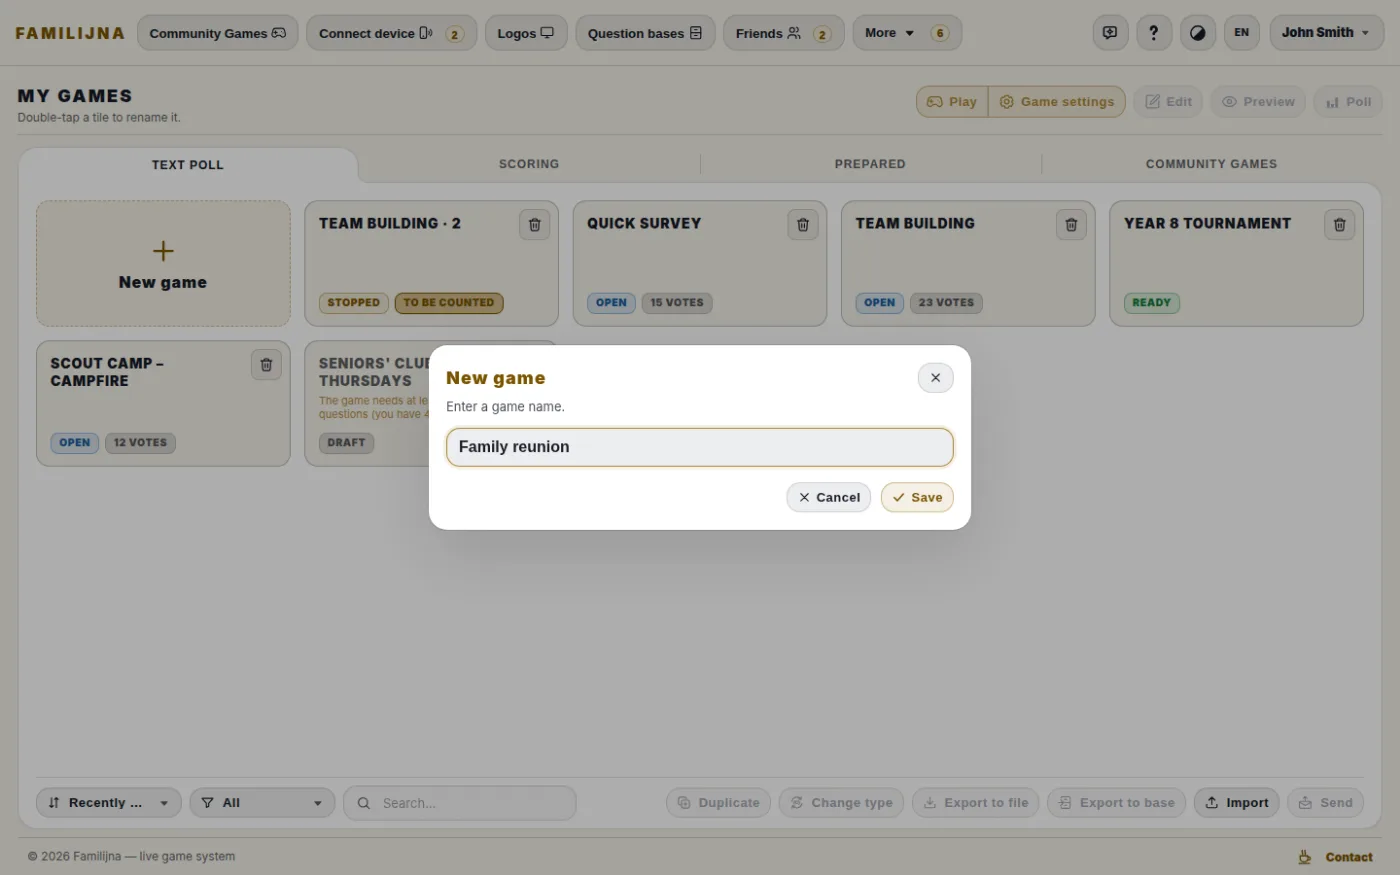 FAMILIJNA
Community Games
Connect device 2
Logos
Question bases
Friends 2
More 6
EN
John Smith
MY GAMES
Double-tap a tile to rename it.
Play
Game settings
Edit
Preview
Poll
TEXT POLL
SCORING
PREPARED
COMMUNITY GAMES
New game
TEAM BUILDING · 2
STOPPED
TO BE COUNTED
QUICK SURVEY
OPEN
15 VOTES
TEAM BUILDING
OPEN
23 VOTES
YEAR 8 TOURNAMENT
READY
SCOUT CAMP –
CAMPFIRE
OPEN
12 VOTES
SENIORS' CLUB
THURSDAYS
The game needs at
questions (you have
DRAFT
New game
Enter a game name.
Family reunion
Cancel
Save
Recently ...
All
Search...
Duplicate
Change type
Export to file
Export to base
Import
Send
© 2026 Familijna — live game system
Contact